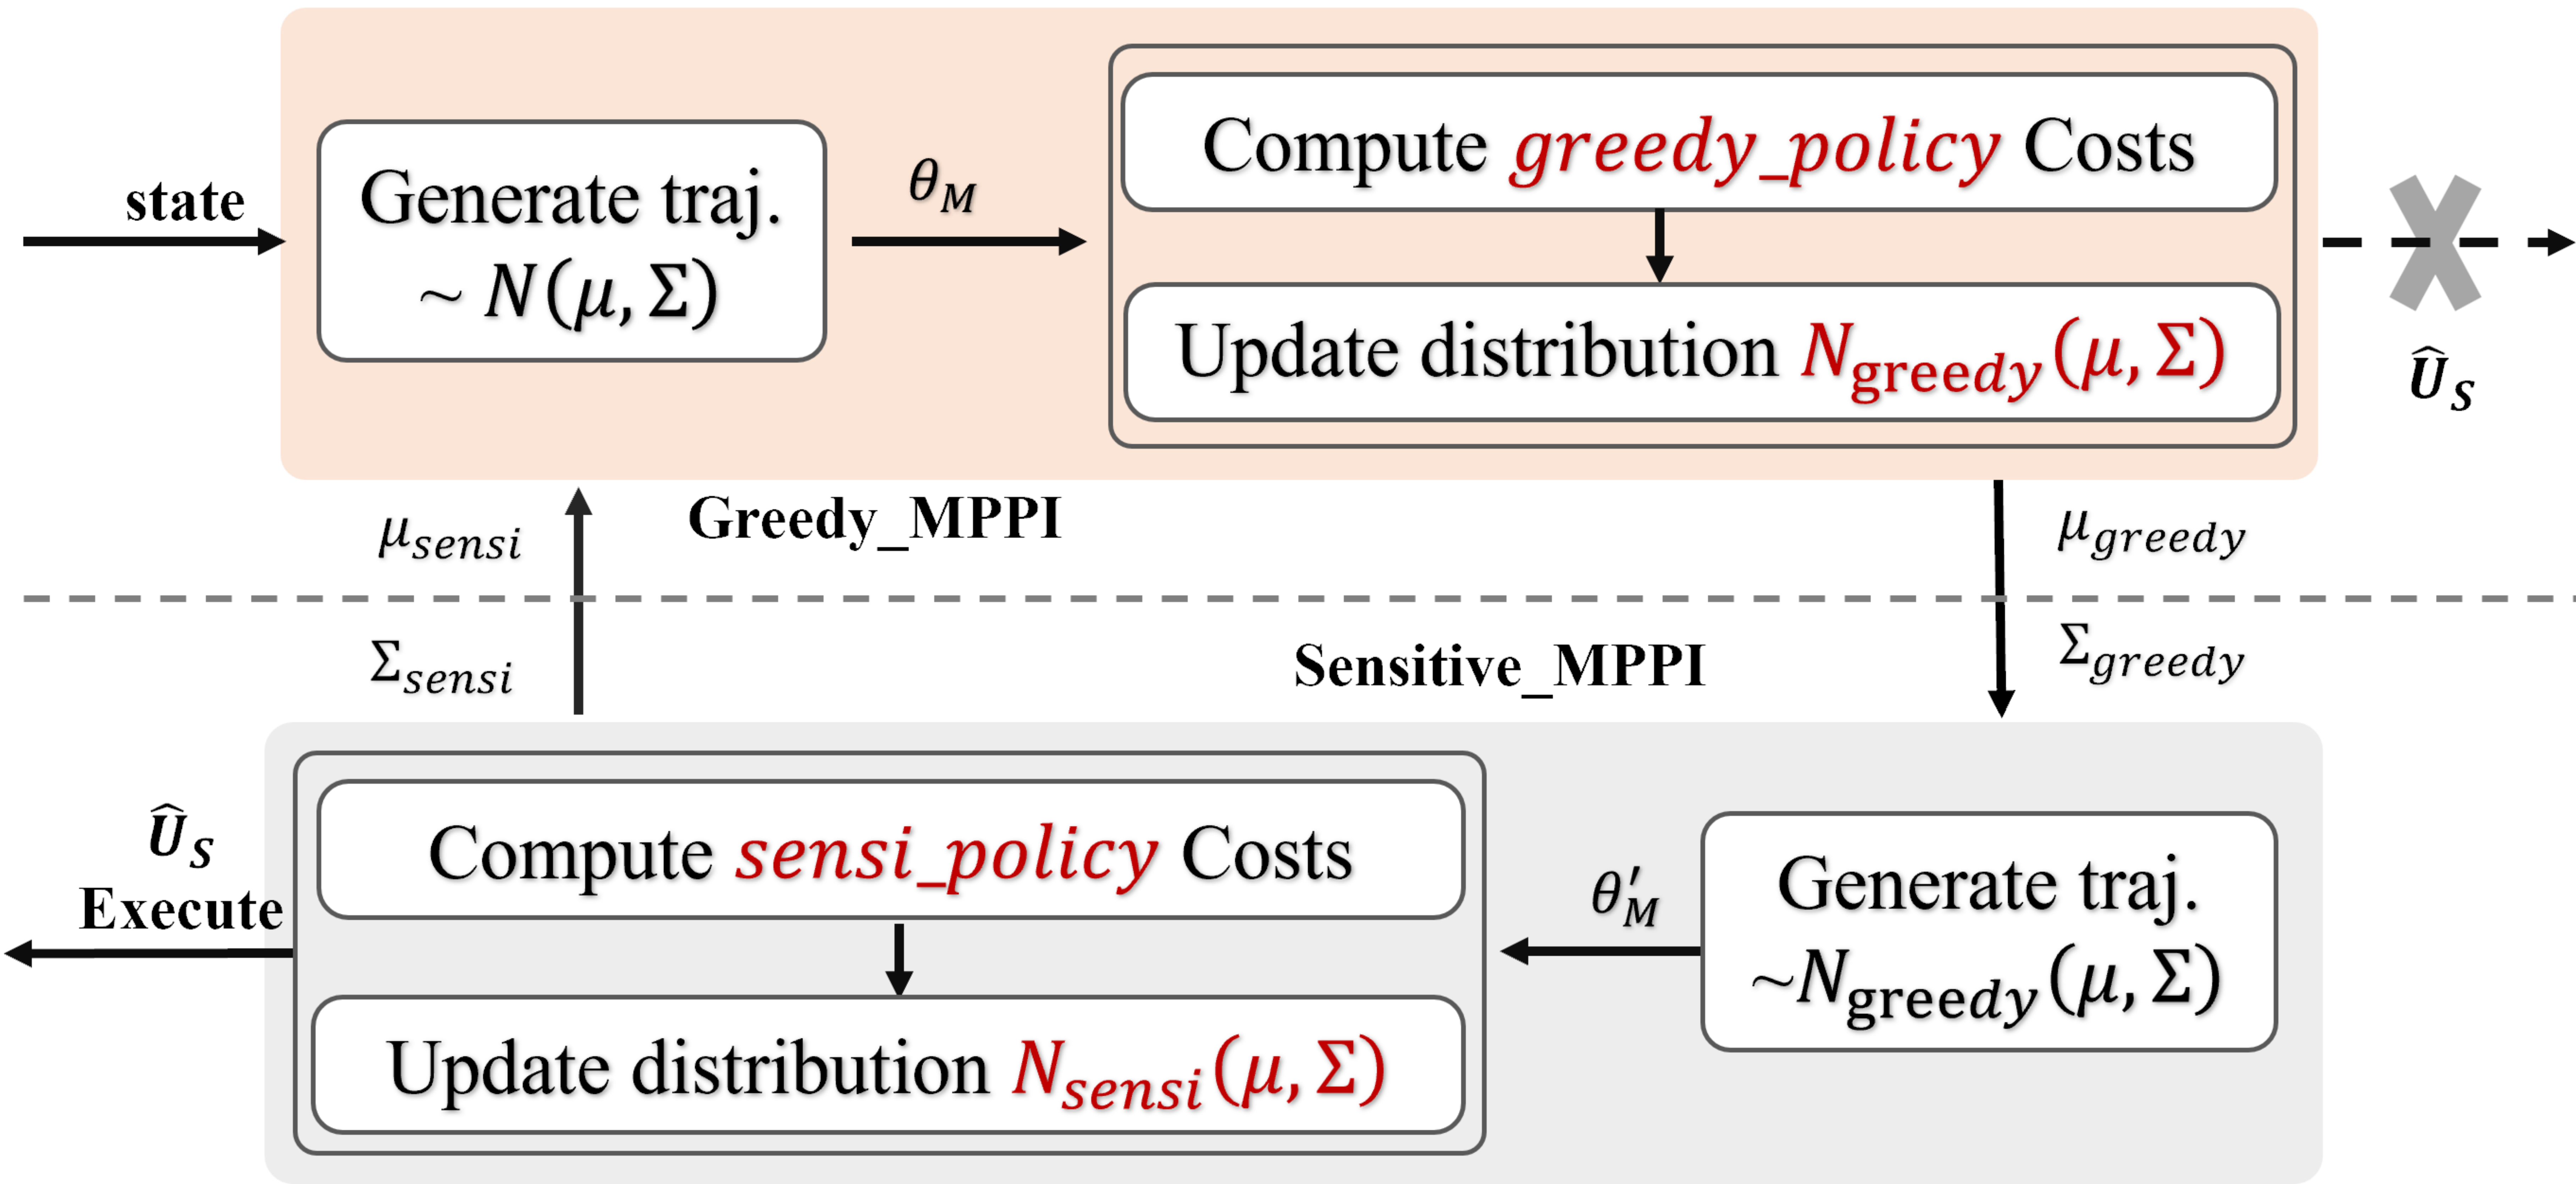 state
Generate traj.
~ N(μ, Σ)
θ_M
Compute greedy_policy Costs
Update distribution N_greedy(μ, Σ)
Û_S
μ_sensi
Greedy_MPPI
μ_greedy
Σ_sensi
Sensitive_MPPI
Σ_greedy
Û_S
Execute
Compute sensi_policy Costs
Update distribution N_sensi(μ, Σ)
θ′_M
Generate traj.
~N_greedy(μ, Σ)